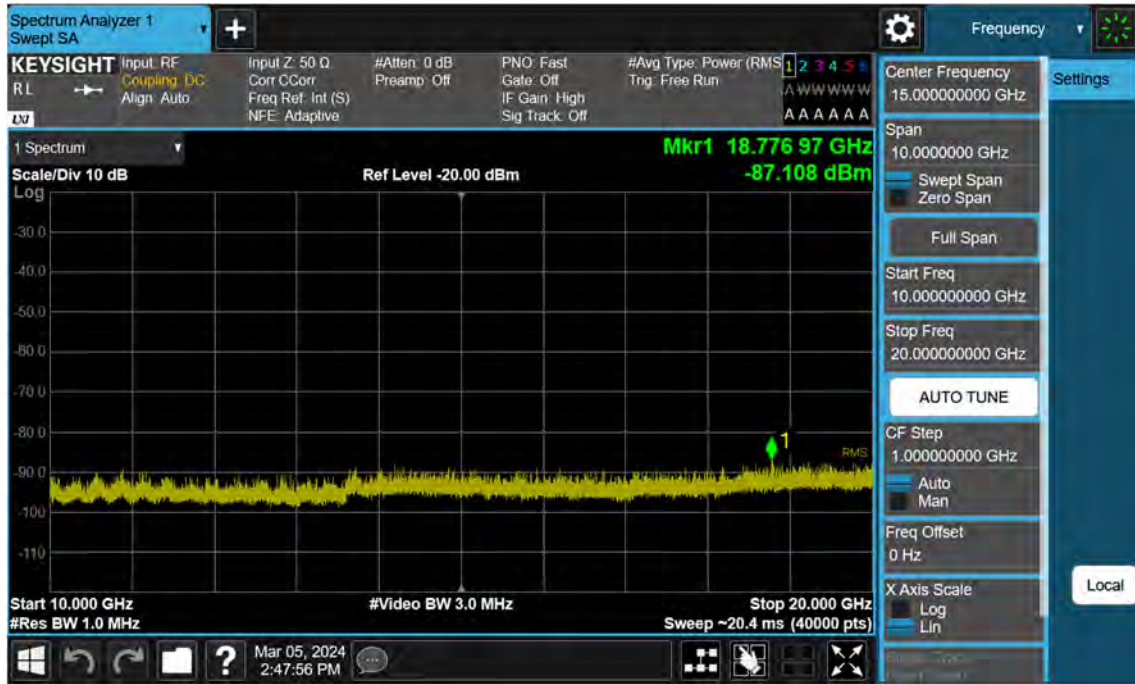 Spectrum Analyzer 1
Swept SA
Frequency
KEYSIGHT
RL
LXI
Input: RF
Coupling: DC
Align: Auto
Input Z: 50 Ω
Corr CCorr
Freq Ref: Int (S)
NFE: Adaptive
#Atten: 0 dB
Preamp: Off
PNO: Fast
Gate: Off
IF Gain: High
Sig Track: Off
#Avg Type: Power (RMS
Trig: Free Run
1 2 3 4 5 6
A W W W W W
A A A A A A
1 Spectrum
Scale/Div 10 dB
Ref Level -20.00 dBm
Mkr1 18.776 97 GHz
-87.108 dBm
Log
-30.0
-40.0
-50.0
-60.0
-70.0
-80.0
-90.0
-100
-110
1
RMS
Start 10.000 GHz
#Res BW 1.0 MHz
#Video BW 3.0 MHz
Stop 20.000 GHz
Sweep ~20.4 ms (40000 pts)
Mar 05, 2024
2:47:56 PM
Center Frequency
15.000000000 GHz
Span
10.0000000 GHz
Swept Span
Zero Span
Full Span
Start Freq
10.000000000 GHz
Stop Freq
20.000000000 GHz
AUTO TUNE
CF Step
1.000000000 GHz
Auto
Man
Freq Offset
0 Hz
X Axis Scale
Log
Lin
Settings
Local